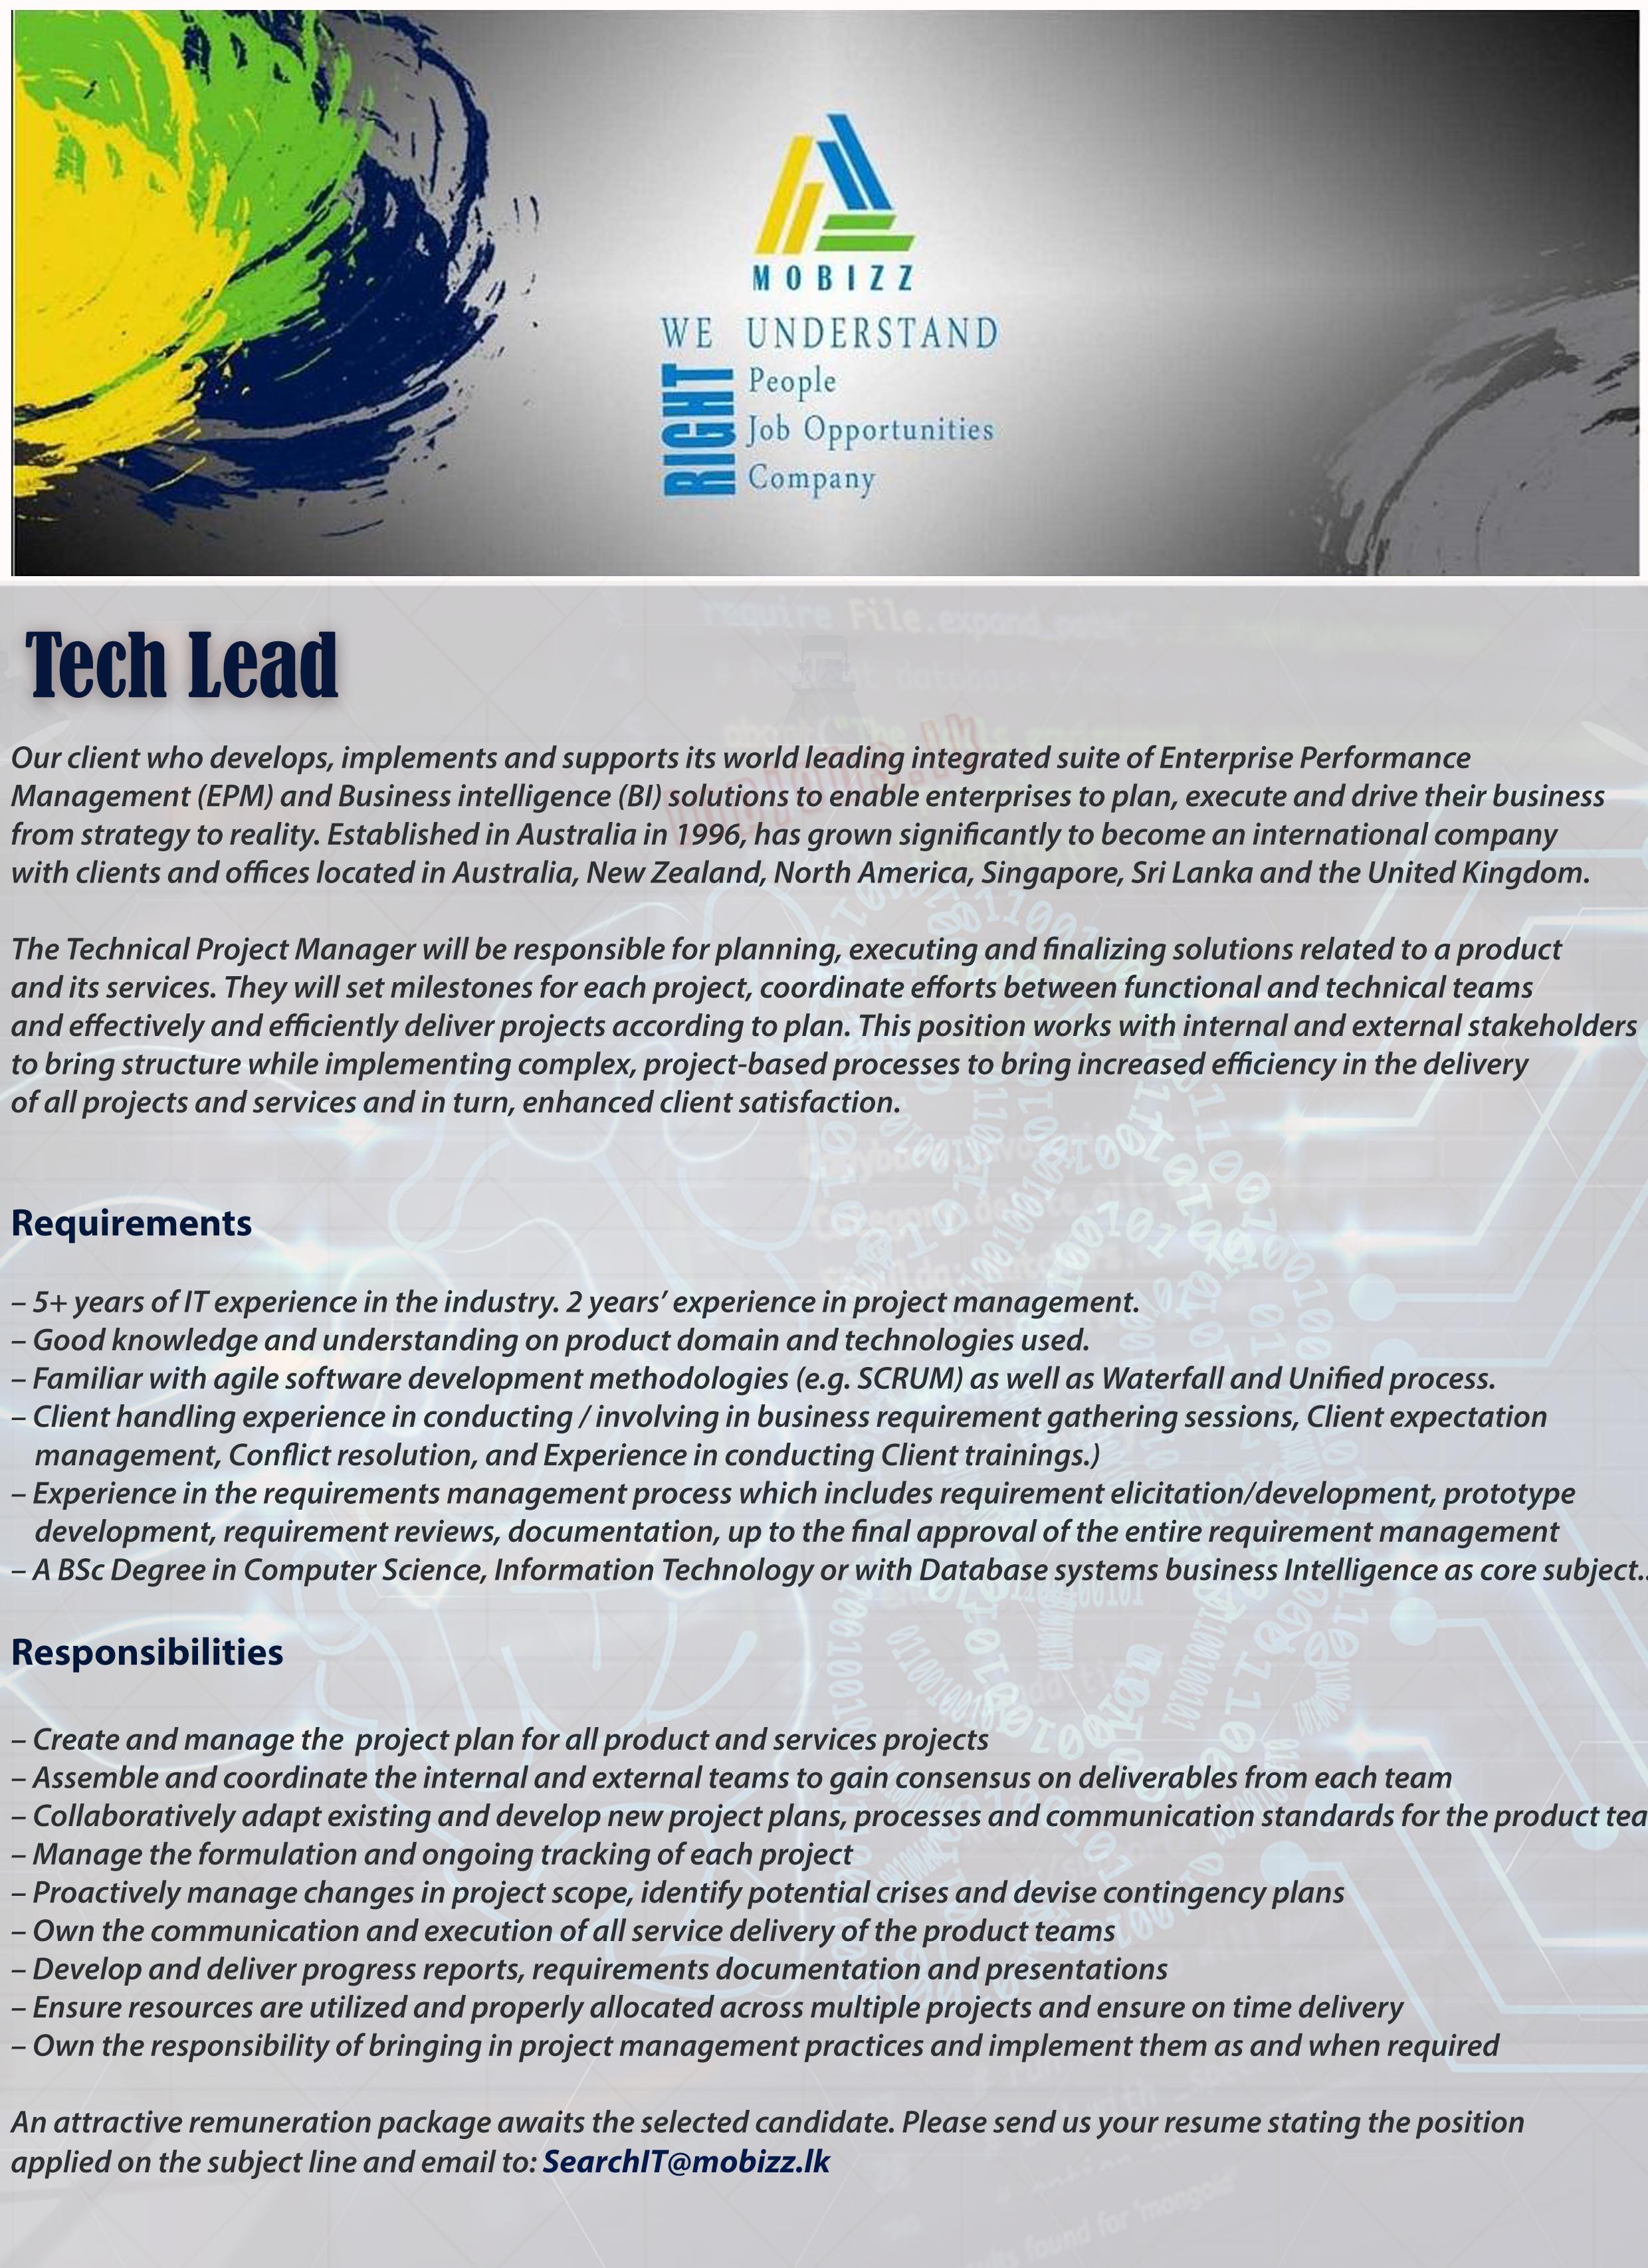 MOBIZZ
WE UNDERSTAND
RIGHT
People
Job Opportunities
Company
Tech Lead
Our client who develops, implements and supports its world leading integrated suite of Enterprise Performance
Management (EPM) and Business intelligence (BI) solutions to enable enterprises to plan, execute and drive their business
from strategy to reality. Established in Australia in 1996, has grown significantly to become an international company
with clients and offices located in Australia, New Zealand, North America, Singapore, Sri Lanka and the United Kingdom.
The Technical Project Manager will be responsible for planning, executing and finalizing solutions related to a product
and its services. They will set milestones for each project, coordinate efforts between functional and technical teams
and effectively and efficiently deliver projects according to plan. This position works with internal and external stakeholders
to bring structure while implementing complex, project-based processes to bring increased efficiency in the delivery
of all projects and services and in turn, enhanced client satisfaction.
Requirements
– 5+ years of IT experience in the industry. 2 years’ experience in project management.
– Good knowledge and understanding on product domain and technologies used.
– Familiar with agile software development methodologies (e.g. SCRUM) as well as Waterfall and Unified process.
– Client handling experience in conducting / involving in business requirement gathering sessions, Client expectation
management, Conflict resolution, and Experience in conducting Client trainings.)
– Experience in the requirements management process which includes requirement elicitation/development, prototype
development, requirement reviews, documentation, up to the final approval of the entire requirement management
– A BSc Degree in Computer Science, Information Technology or with Database systems business Intelligence as core subject..
Responsibilities
– Create and manage the  project plan for all product and services projects
– Assemble and coordinate the internal and external teams to gain consensus on deliverables from each team
– Collaboratively adapt existing and develop new project plans, processes and communication standards for the product tea
– Manage the formulation and ongoing tracking of each project
– Proactively manage changes in project scope, identify potential crises and devise contingency plans
– Own the communication and execution of all service delivery of the product teams
– Develop and deliver progress reports, requirements documentation and presentations
– Ensure resources are utilized and properly allocated across multiple projects and ensure on time delivery
– Own the responsibility of bringing in project management practices and implement them as and when required
An attractive remuneration package awaits the selected candidate. Please send us your resume stating the position
applied on the subject line and email to: SearchIT@mobizz.lk